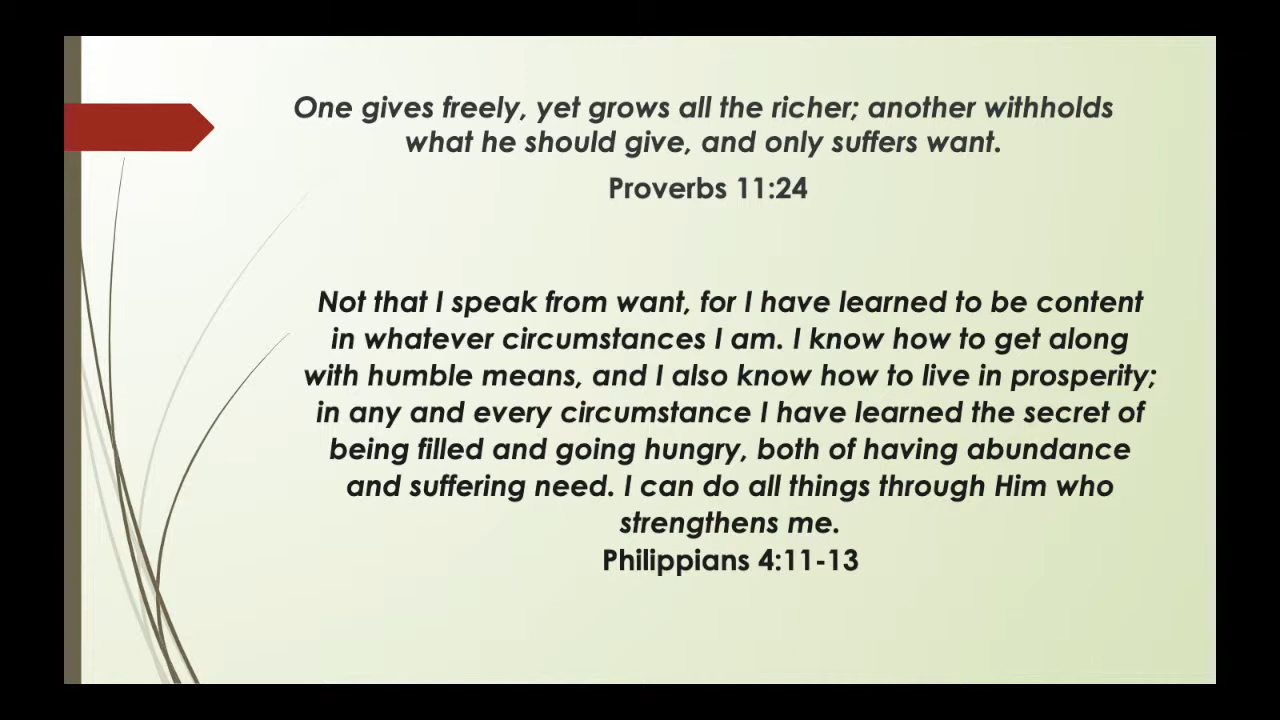 One gives freely, yet grows all the richer; another withholds
what he should give, and only suffers want.
Proverbs 11:24
Not that I speak from want, for I have learned to be content
in whatever circumstances I am. I know how to get along
with humble means, and I also know how to live in prosperity;
in any and every circumstance I have learned the secret of
being filled and going hungry, both of having abundance
and suffering need. I can do all things through Him who
strengthens me.
Philippians 4:11-13